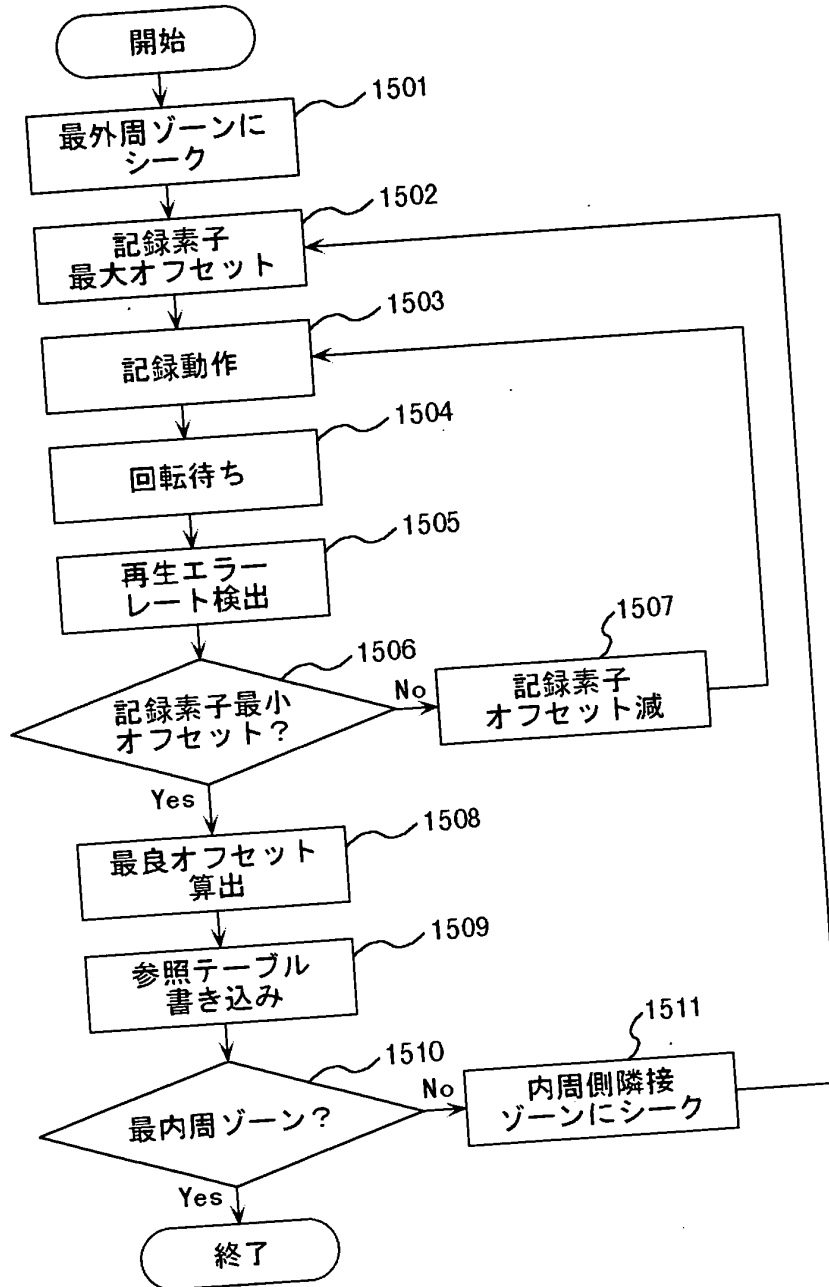 開始
1501
最外周ゾーンに
シーク
1502
記録素子
最大オフセット
1503
記録動作
1504
回転待ち
1505
再生エラー
レート検出
1506
記録素子最小
オフセット？
No
1507
記録素子
オフセット減
Yes
1508
最良オフセット
算出
1509
参照テーブル
書き込み
1510
最内周ゾーン？
No
1511
内周側隣接
ゾーンにシーク
Yes
終了